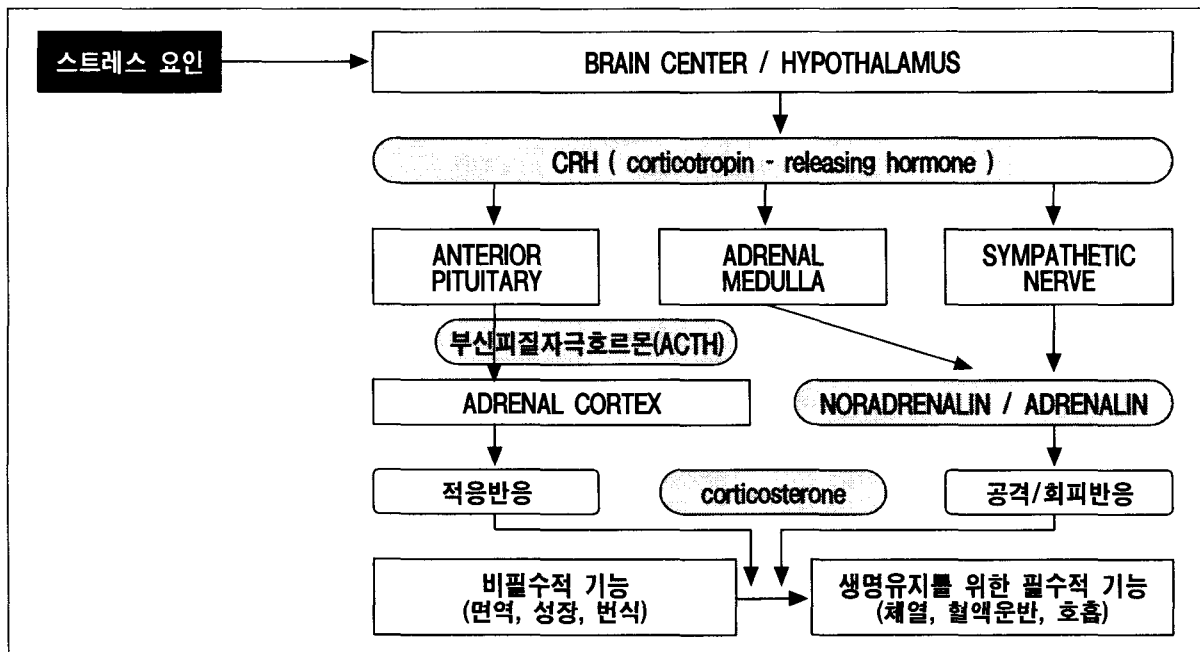 스트레스 요인
BRAIN CENTER / HYPOTHALAMUS
CRH ( corticotropin - releasing hormone )
ANTERIOR
PITUITARY
ADRENAL
MEDULLA
SYMPATHETIC
NERVE
부신피질자극호르몬(ACTH)
ADRENAL CORTEX
NORADRENALIN / ADRENALIN
적응반응
corticosterone
공격/회피반응
비필수적 기능
(면역, 성장, 번식)
생명유지를 위한 필수적 기능
(체열, 혈액운반, 호흡)